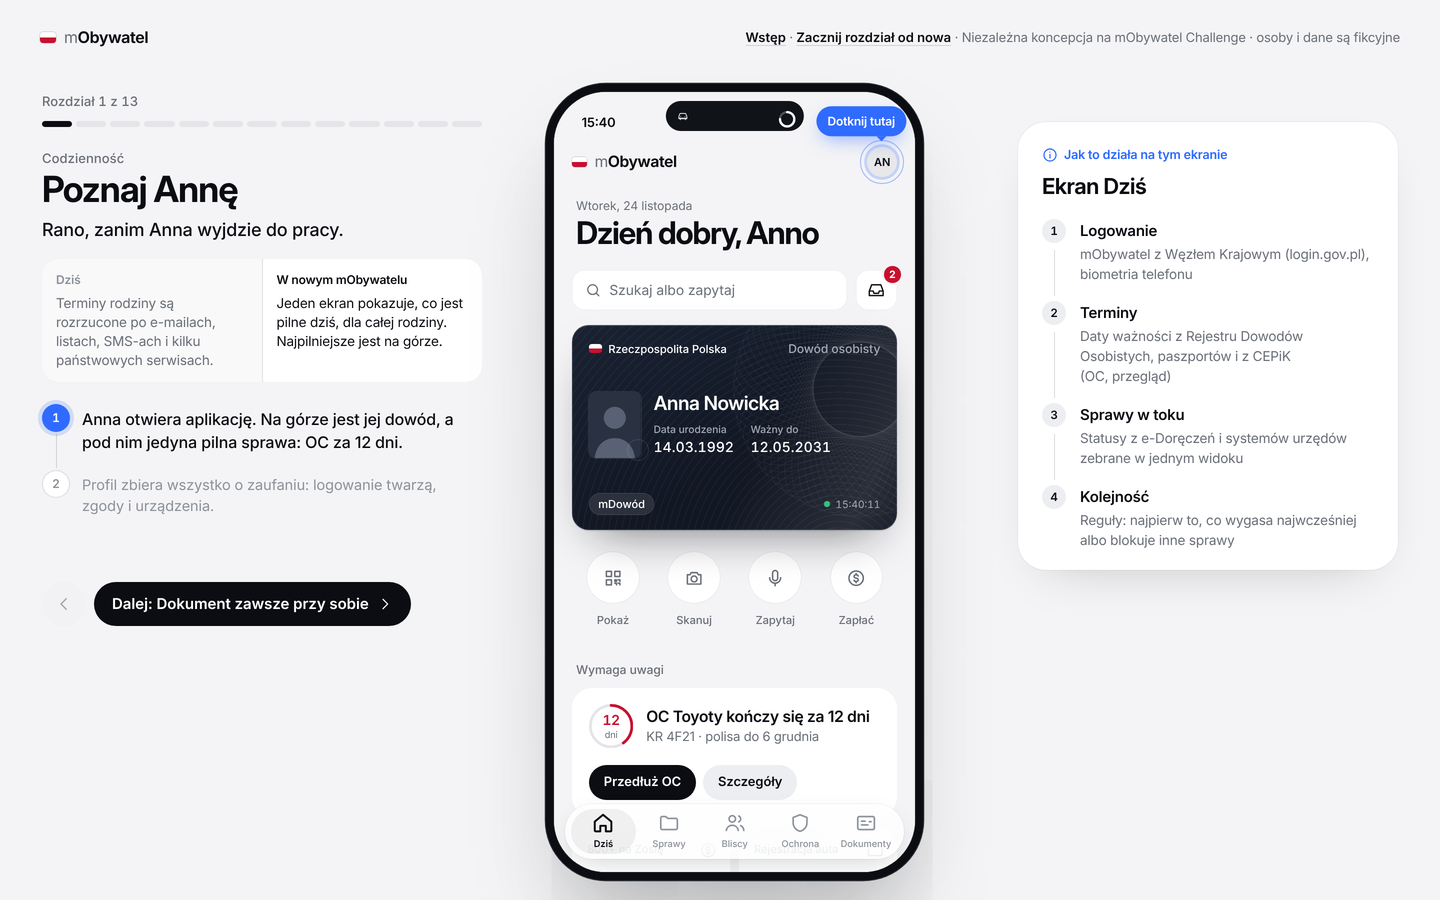 mObywatel
Wstęp · Zacznij rozdział od nowa · Niezależna koncepcja na mObywatel Challenge · osoby i dane są fikcyjne
Rozdział 1 z 13
Codzienność
Poznaj Annę
Rano, zanim Anna wyjdzie do pracy.
Dziś
Terminy rodziny są
rozrzucone po e-mailach,
listach, SMS-ach i kilku
państwowych serwisach.
W nowym mObywatelu
Jeden ekran pokazuje, co jest
pilne dziś, dla całej rodziny.
Najpilniejsze jest na górze.
1
Anna otwiera aplikację. Na górze jest jej dowód, a
pod nim jedyna pilna sprawa: OC za 12 dni.
2
Profil zbiera wszystko o zaufaniu: logowanie twarzą,
zgody i urządzenia.
Dalej: Dokument zawsze przy sobie
15:40
Dotknij tutaj
mObywatel
AN
Wtorek, 24 listopada
Dzień dobry, Anno
Szukaj albo zapytaj
2
Rzeczpospolita Polska
Dowód osobisty
Anna Nowicka
Data urodzenia
Ważny do
14.03.1992
12.05.2031
mDowód
15:40:11
Pokaż
Skanuj
Zapytaj
Zapłać
Wymaga uwagi
12
dni
OC Toyoty kończy się za 12 dni
KR 4F21 · polisa do 6 grudnia
Przedłuż OC
Szczegóły
Dziś
Sprawy
Bliscy
Ochrona
Dokumenty
Jak to działa na tym ekranie
Ekran Dziś
1
Logowanie
mObywatel z Węzłem Krajowym (login.gov.pl),
biometria telefonu
2
Terminy
Daty ważności z Rejestru Dowodów
Osobistych, paszportów i z CEPiK
(OC, przegląd)
3
Sprawy w toku
Statusy z e-Doręczeń i systemów urzędów
zebrane w jednym widoku
4
Kolejność
Reguły: najpierw to, co wygasa najwcześniej
albo blokuje inne sprawy